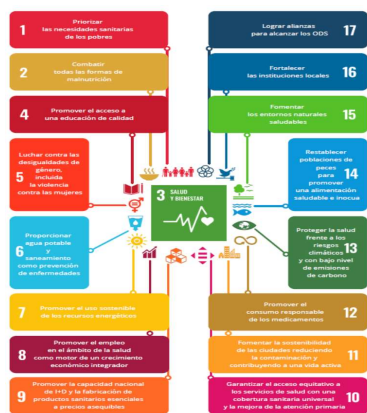 1
Priorizar
las necesidades sanitarias
de los pobres
2
Combatir
todas las formas de
malnutrición
4
Promover el acceso a
una educación de calidad
5
Luchar contra las
desigualdades de
género,
incluida
la violencia
contra las mujeres
6
Proporcionar
agua potable
y
saneamiento
como prevención
de enfermedades
7
Promover el uso sostenible
de los recursos energéticos
8
Promover el empleo
en el ámbito de la salud
como motor de un crecimiento
económico integrador
9
Promover la capacidad nacional
de I+D y la fabricación de
productos sanitarios esenciales
a precios asequibles
3 SALUD
Y BIENESTAR
17
Lograr alianzas
para alcanzar los ODS
16
Fortalecer
las instituciones locales
15
Fomentar
los entornos naturales
saludables
14
Restablecer
poblaciones de
peces para
promover
una alimentación
saludable e inocua
13
Proteger la salud
frente a los
riesgos
climáticos
y con bajo nivel
de emisiones
de carbono
12
Promover el
consumo responsable
de los medicamentos
11
Fomentar la sostenibilidad
de las ciudades reduciendo
la contaminación y
contribuyendo a una vida activa
10
Garantizar el acceso equitativo a
los servicios de salud con una
cobertura sanitaria universal
y la mejora de la atención primaria